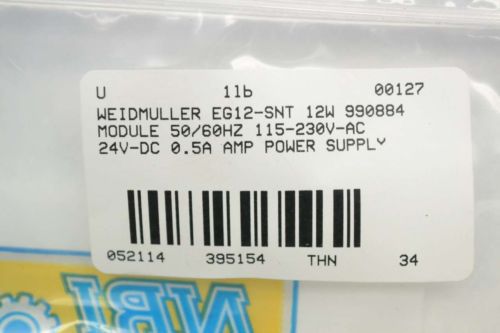 U 11b 00127
WEIDMULLER EG12-SNT 12W 990884
MODULE 50/60HZ 115-230V-AC
24V-DC 0.5A AMP POWER SUPPLY
052114 395154 THN 34
NBI